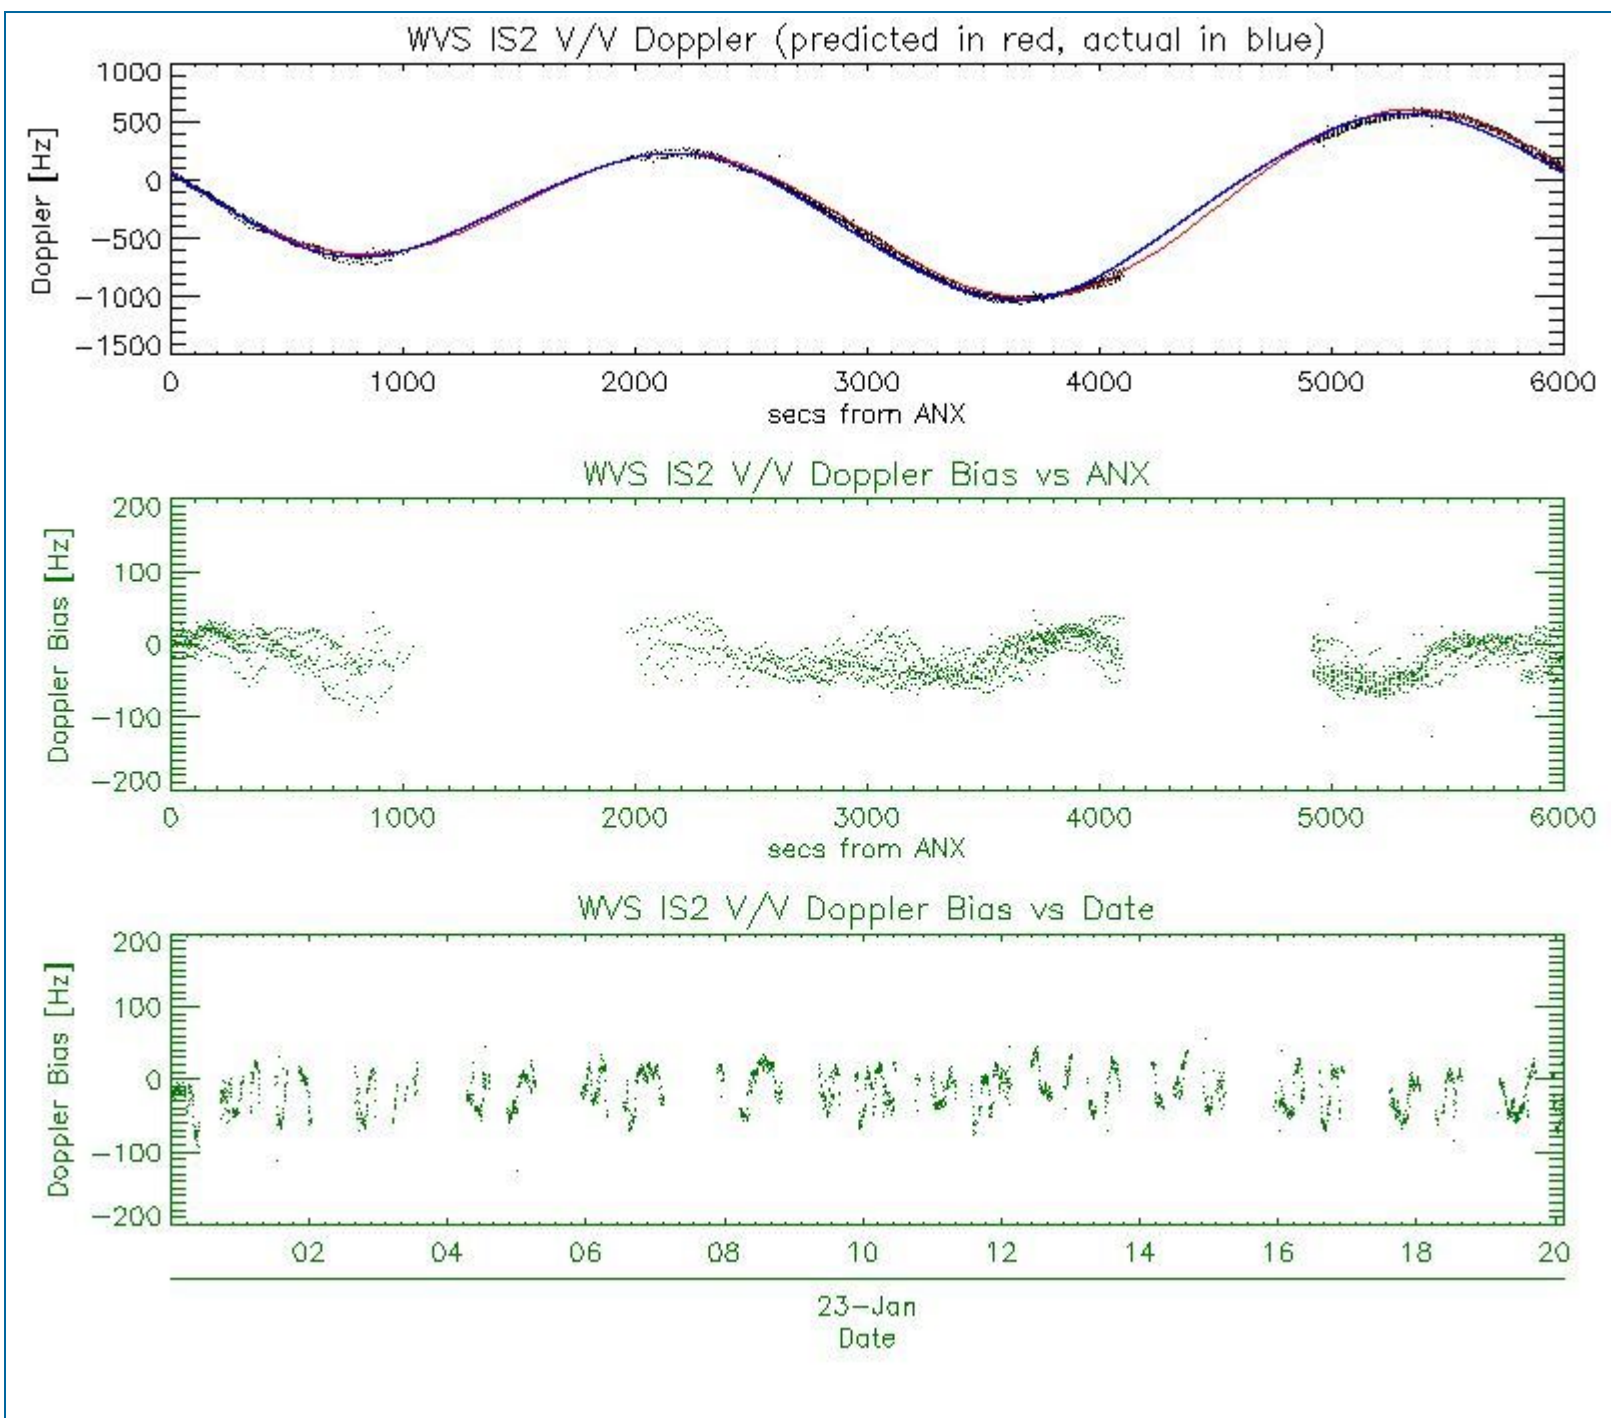 WVS IS2 V/V Doppler (predicted in red, actual in blue)
Doppler [Hz]
1000
500
0
−500
−1000
−1500
0 1000 2000 3000 4000 5000 6000
secs from ANX
WVS IS2 V/V Doppler Bias vs ANX
Doppler Bias [Hz]
200
100
0
−100
−200
0 1000 2000 3000 4000 5000 6000
secs from ANX
WVS IS2 V/V Doppler Bias vs Date
Doppler Bias [Hz]
200
100
0
−100
−200
02 04 06 08 10 12 14 16 18 20
23−Jan
Date